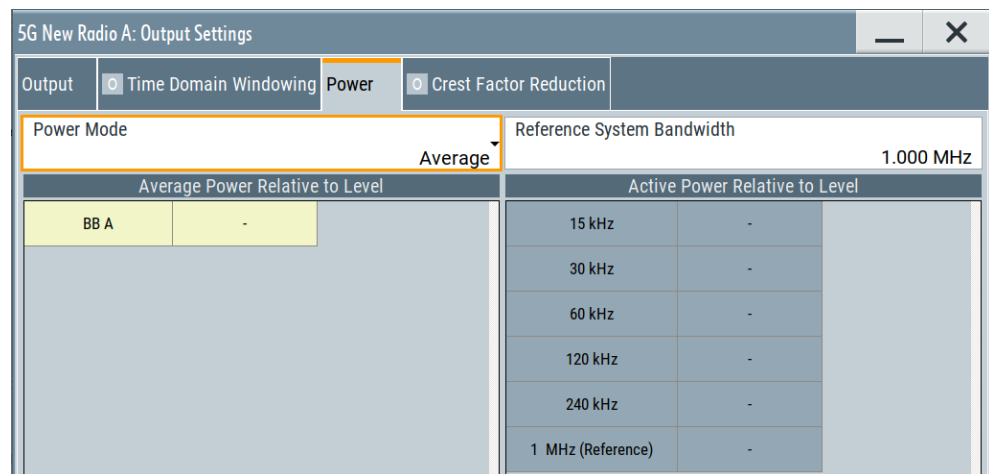 5G New Radio A: Output Settings
Output
O Time Domain Windowing
Power
O Crest Factor Reduction
Power Mode
Average
Reference System Bandwidth
1.000 MHz
Average Power Relative to Level
BB A -
Active Power Relative to Level
15 kHz -
30 kHz -
60 kHz -
120 kHz -
240 kHz -
1 MHz (Reference) -